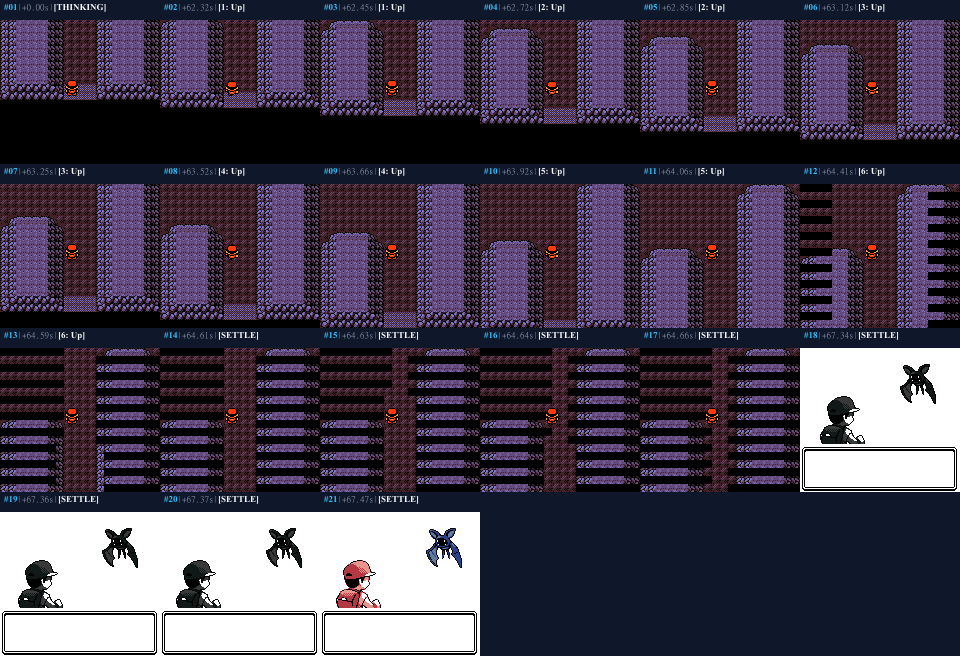 #01|+0.00s|[THINKING]
#02|+62.32s|[1: Up]
#03|+62.45s|[1: Up]
#04|+62.72s|[2: Up]
#05|+62.85s|[2: Up]
#06|+63.12s|[3: Up]
#07|+63.25s|[3: Up]
#08|+63.52s|[4: Up]
#09|+63.66s|[4: Up]
#10|+63.92s|[5: Up]
#11|+64.06s|[5: Up]
#12|+64.41s|[6: Up]
#13|+64.59s|[6: Up]
#14|+64.61s|[SETTLE]
#15|+64.63s|[SETTLE]
#16|+64.64s|[SETTLE]
#17|+64.66s|[SETTLE]
#18|+67.34s|[SETTLE]
#19|+67.36s|[SETTLE]
#20|+67.37s|[SETTLE]
#21|+67.47s|[SETTLE]